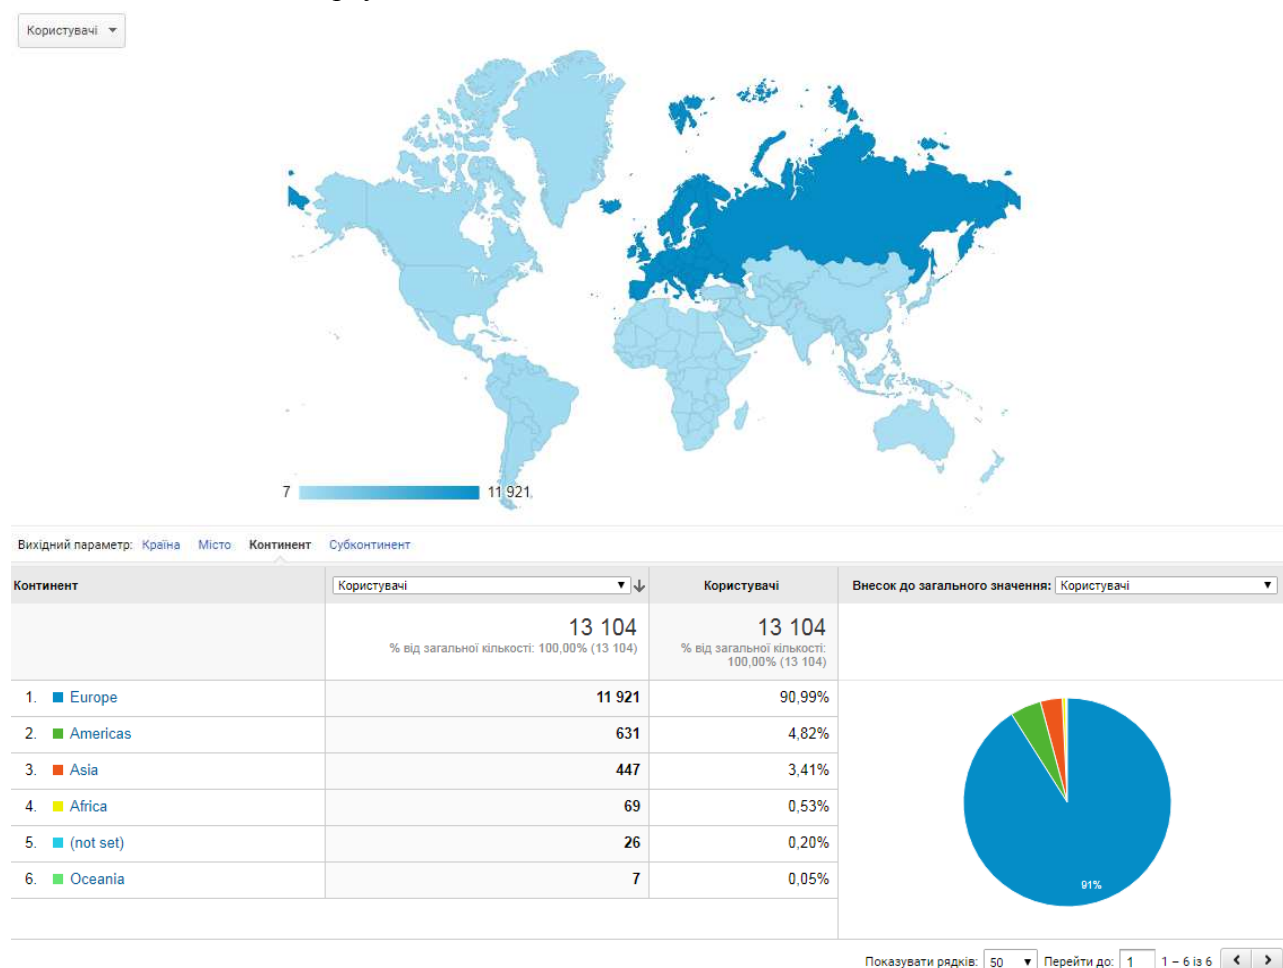 Користувачі
7 11 921
Вихідний параметр: Країна Місто Континент Субконтинент
Континент Користувачі Користувачі Внесок до загального значення: Користувачі
13 104 13 104
% від загальної кількості: 100,00% (13 104) % від загальної кількості: 100,00% (13 104)
1. Europe 11 921 90,99%
2. Americas 631 4,82%
3. Asia 447 3,41%
4. Africa 69 0,53%
5. (not set) 26 0,20%
6. Oceania 7 0,05%
91%
Показувати рядків: 50 Перейти до: 1 1 – 6 із 6